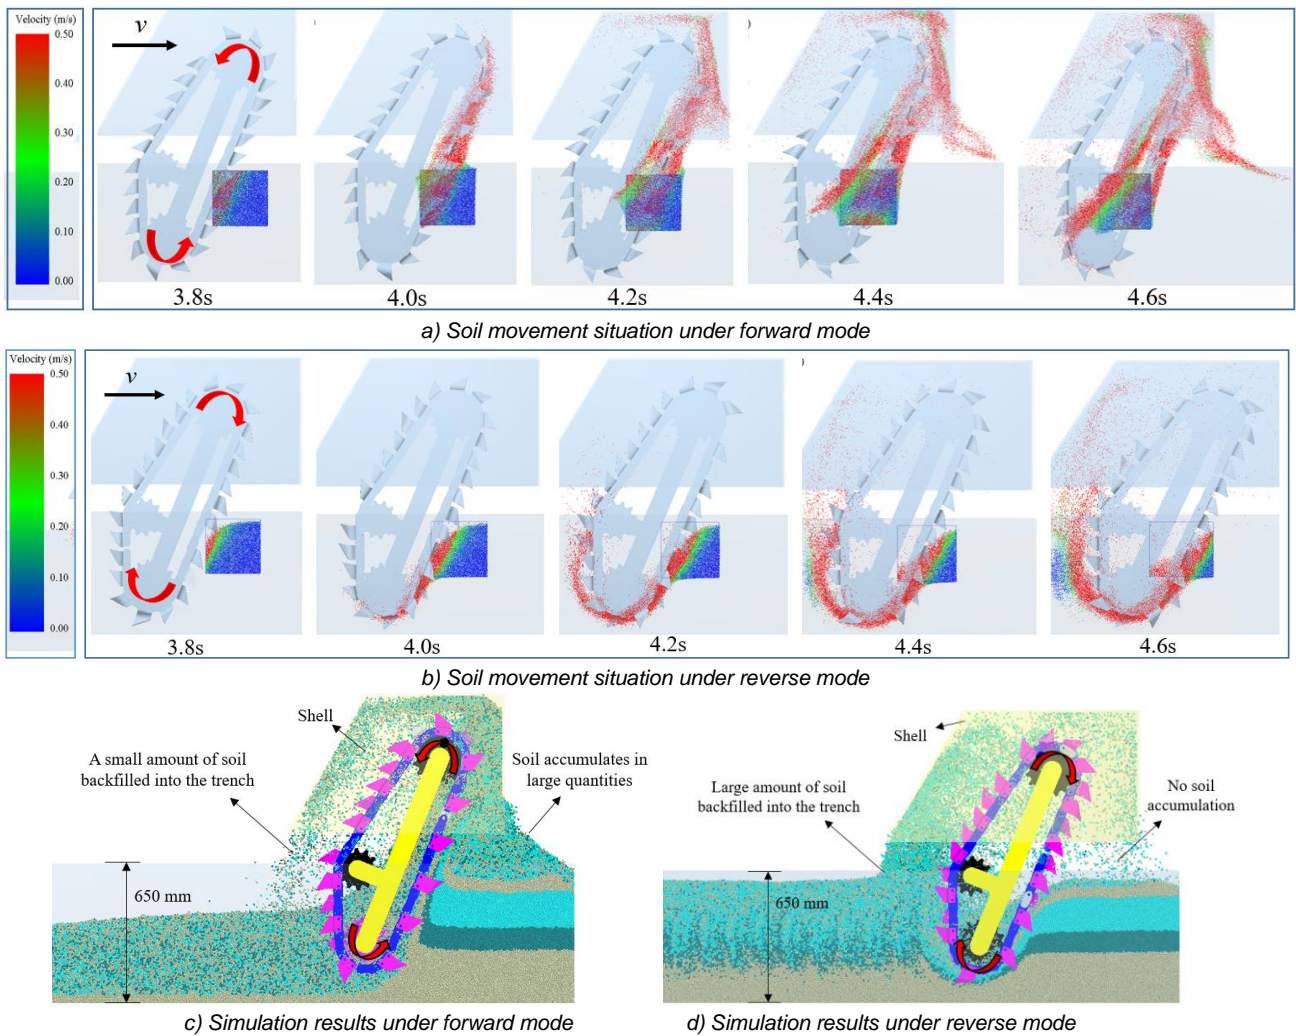 Velocity (m/s)
0.50
0.40
0.30
0.20
0.10
0.00
v
3.8s
4.0s
4.2s
4.4s
4.6s
a) Soil movement situation under forward mode
Velocity (m/s)
0.50
0.40
0.30
0.20
0.10
0.00
v
3.8s
4.0s
4.2s
4.4s
4.6s
b) Soil movement situation under reverse mode
Shell
A small amount of soil
backfilled into the trench
Soil accumulates in
large quantities
650 mm
c) Simulation results under forward mode
Shell
Large amount of soil
backfilled into the trench
No soil
accumulation
650 mm
d) Simulation results under reverse mode